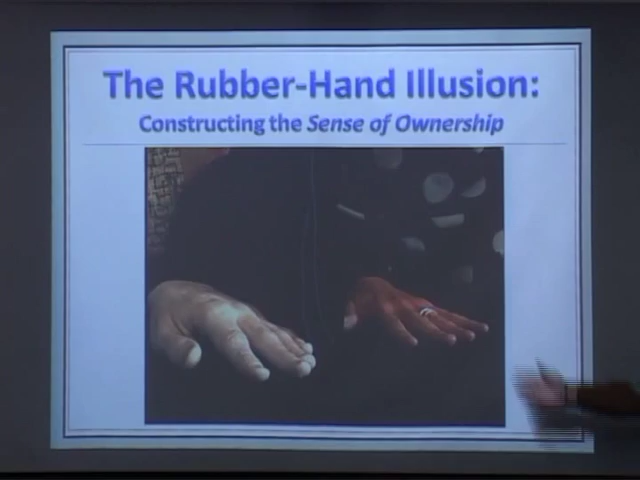 The Rubber-Hand Illusion:
Constructing the Sense of Ownership